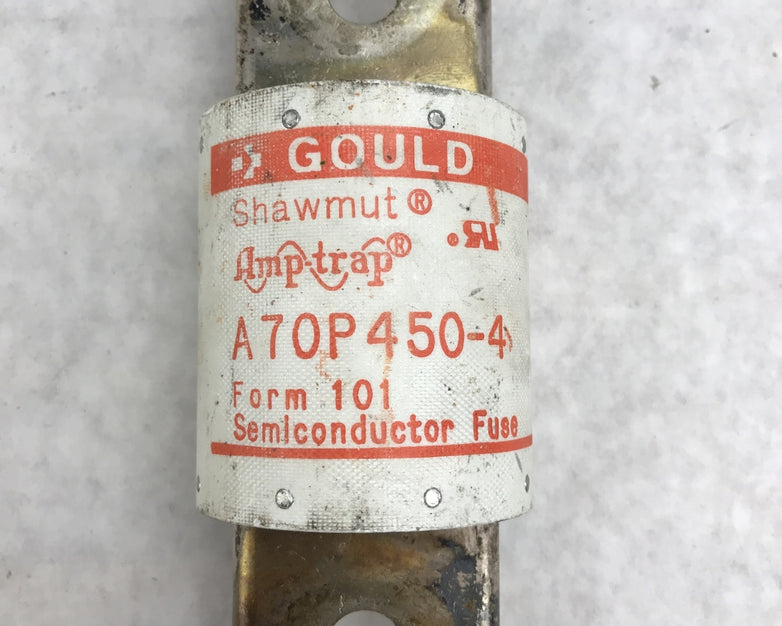 GOULD
Shawmut®
Amp-trap®
A70P450-4
Form 101
Semiconductor Fuse